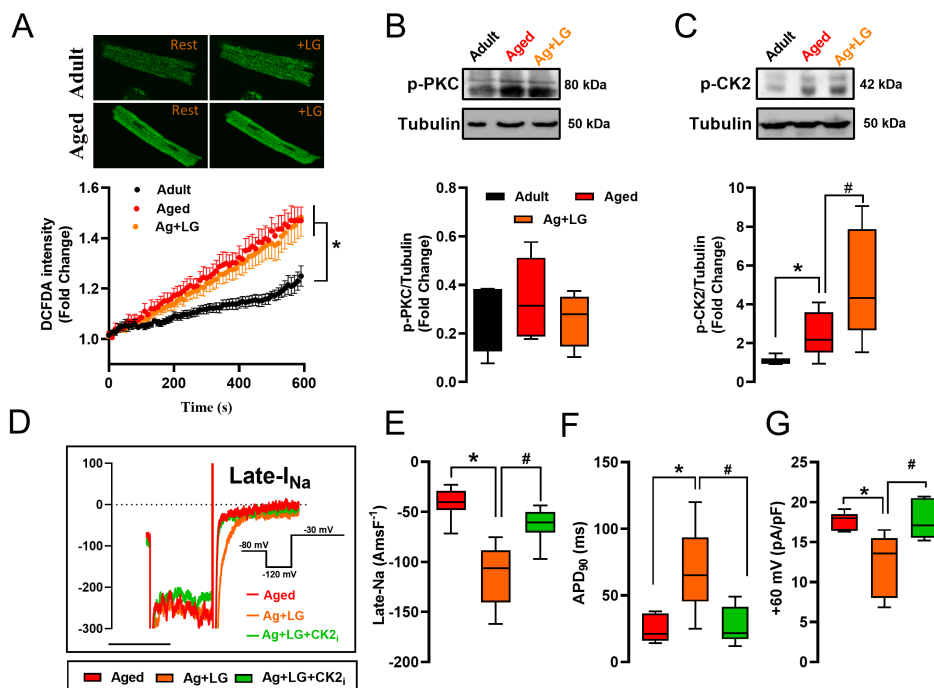 A
Adult
Rest
+LG
Aged
Rest
+LG
1.6
1.4
1.2
1.0
DCFDA intensity
(Fold Change)
Adult
Aged
Ag+LG
*
0
200
400
600
Time (s)
B
Adult
Aged
Ag+LG
p-PKC
80 kDa
Tubulin
50 kDa
Adult
Aged
Ag+LG
0.8
0.6
0.4
0.2
0.0
p-PKC/Tubulin
(Fold Change)
C
Adult
Aged
Ag+LG
p-CK2
42 kDa
Tubulin
50 kDa
10
8
6
4
2
0
p-CK2/Tubulin
(Fold Change)
*
#
D
100
0
-100
-200
-300
Late-INa
-80 mV
-120 mV
-30 mV
Aged
Ag+LG
Ag+LG+CK2i
Aged
Ag+LG
Ag+LG+CK2i
E
0
-50
-100
-150
-200
Late-Na (AmsF-1)
*
#
F
150
100
50
0
APD90 (ms)
*
#
G
25
20
15
10
5
0
+60 mV (pA/pF)
*
#